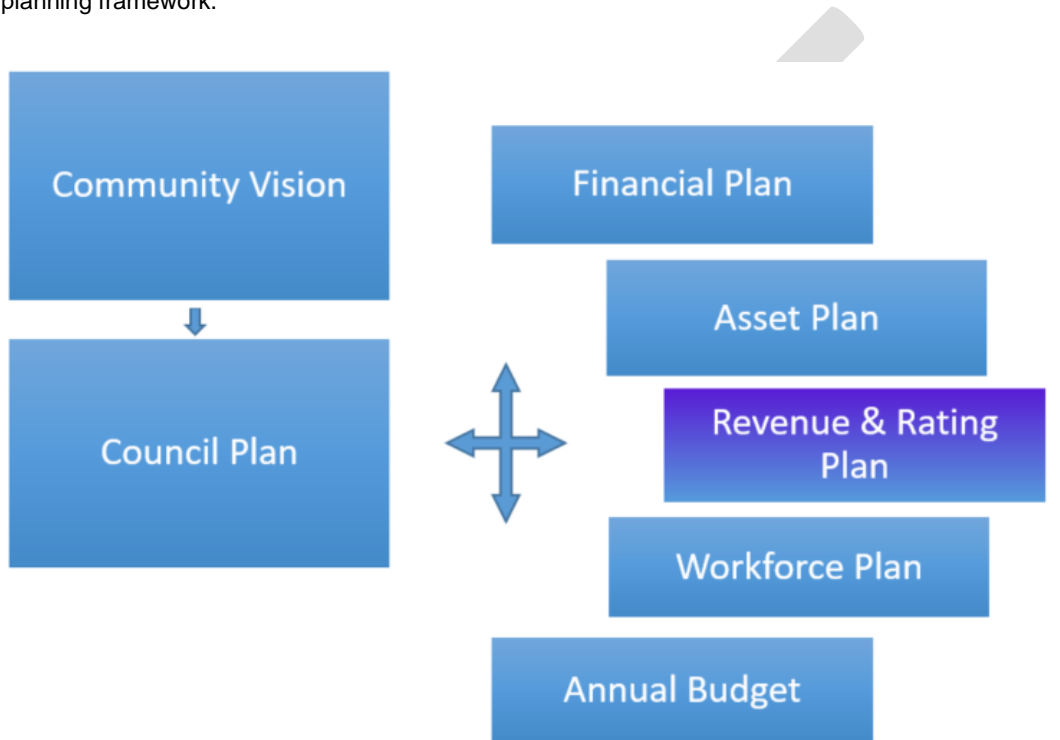 planning framework.
Community Vision
Council Plan
Financial Plan
Asset Plan
Revenue & Rating
Plan
Workforce Plan
Annual Budget